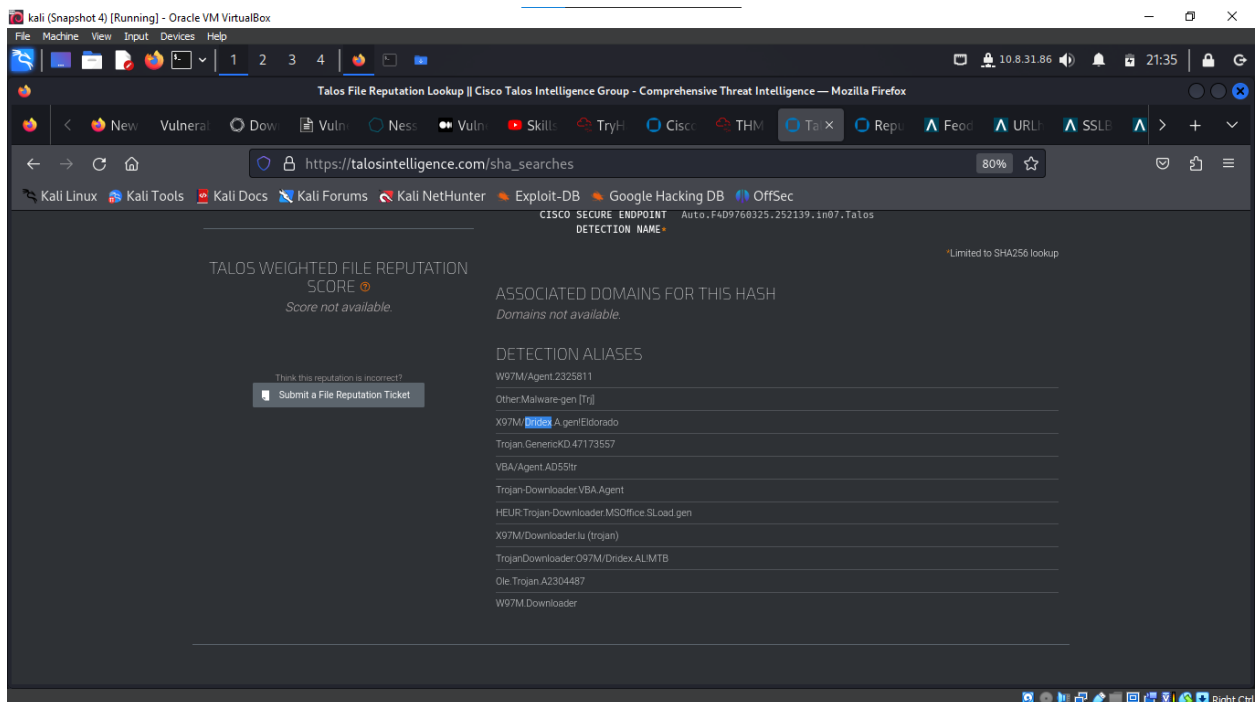 kali (Snapshot 4) [Running] - Oracle VM VirtualBox
File Machine View Input Devices Help
1 2 3 4 10.8.31.86 21:35
Talos File Reputation Lookup || Cisco Talos Intelligence Group - Comprehensive Threat Intelligence — Mozilla Firefox
New Vulneral Dow Vuln Ness Vuln Skills TryH Cisc THM Ta Repu Feod URLh SSLB
https://talosintelligence.com/sha_searches 80%
Kali Linux Kali Tools Kali Docs Kali Forums Kali NetHunter Exploit-DB Google Hacking DB OffSec
CISCO SECURE ENDPOINT Auto.F4D9760325.252139.in07.Talos
DETECTION NAME*
*Limited to SHA256 lookup
TALOS WEIGHTED FILE REPUTATION
SCORE
Score not available.
Think this reputation is incorrect?
Submit a File Reputation Ticket
ASSOCIATED DOMAINS FOR THIS HASH
Domains not available.
DETECTION ALIASES
W97M/Agent.2325811
Other:Malware-gen [Trj]
X97M/Dridex.A.gen!Eldorado
Trojan.GenericKD.47173557
VBA/Agent.AD55!tr
Trojan-Downloader.VBA.Agent
HEUR:Trojan-Downloader.MSOffice.SLoad.gen
X97M/Downloader.lu (trojan)
TrojanDownloader:O97M/Dridex.AL!MTB
Ole.Trojan.A2304487
W97M.Downloader
Right Ctrl